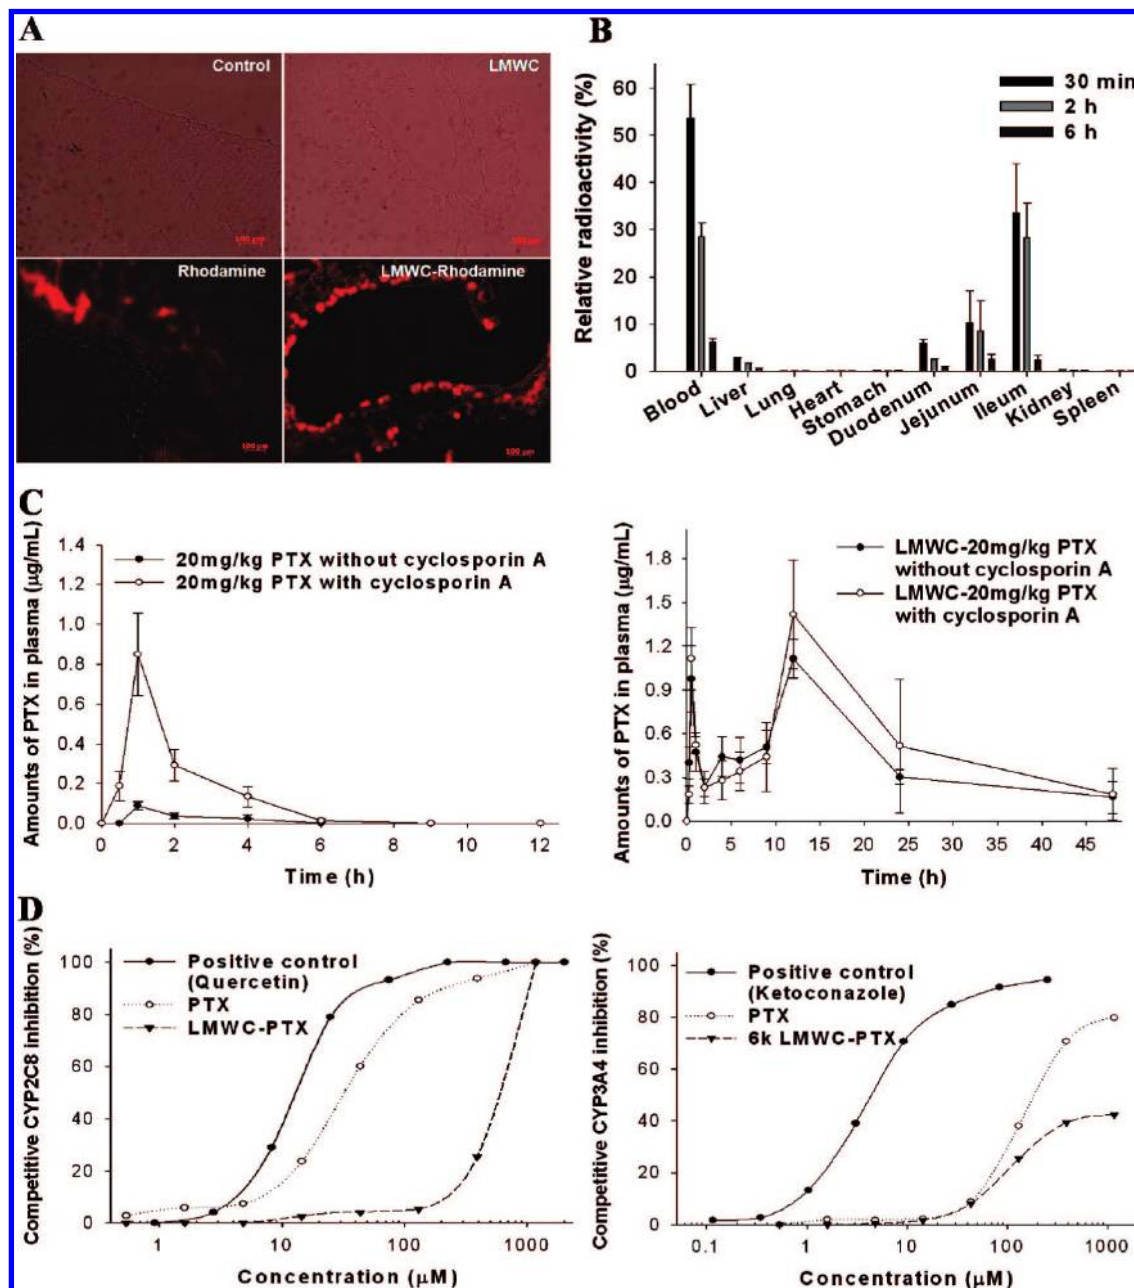 A
Control
LMWC
100 μm
100 μm
Rhodamine
LMWC-Rhodamine
100 μm
100 μm
B
Relative radioactivity (%)
60
50
40
30
20
10
0
30 min
2 h
6 h
Blood
Liver
Lung
Heart
Stomach
Duodenum
Jejunum
Ileum
Kidney
Spleen
C
Amounts of PTX in plasma (μg/mL)
1.4
1.2
1.0
0.8
0.6
0.4
0.2
0.0
20mg/kg PTX without cyclosporin A
20mg/kg PTX with cyclosporin A
0 2 4 6 8 10 12
Time (h)
Amounts of PTX in plasma (μg/mL)
1.8
1.5
1.2
0.9
0.6
0.3
0.0
LMWC-20mg/kg PTX
without cyclosporin A
LMWC-20mg/kg PTX
with cyclosporin A
0 5 10 15 20 25 30 35 40 45
Time (h)
D
Competitive CYP2C8 inhibition (%)
100
80
60
40
20
0
Positive control
(Quercetin)
PTX
LMWC-PTX
1 10 100 1000
Concentration (μM)
Competitive CYP3A4 inhibition (%)
100
80
60
40
20
0
Positive control
(Ketoconazole)
PTX
6k LMWC-PTX
0.1 1 10 100 1000
Concentration (μM)